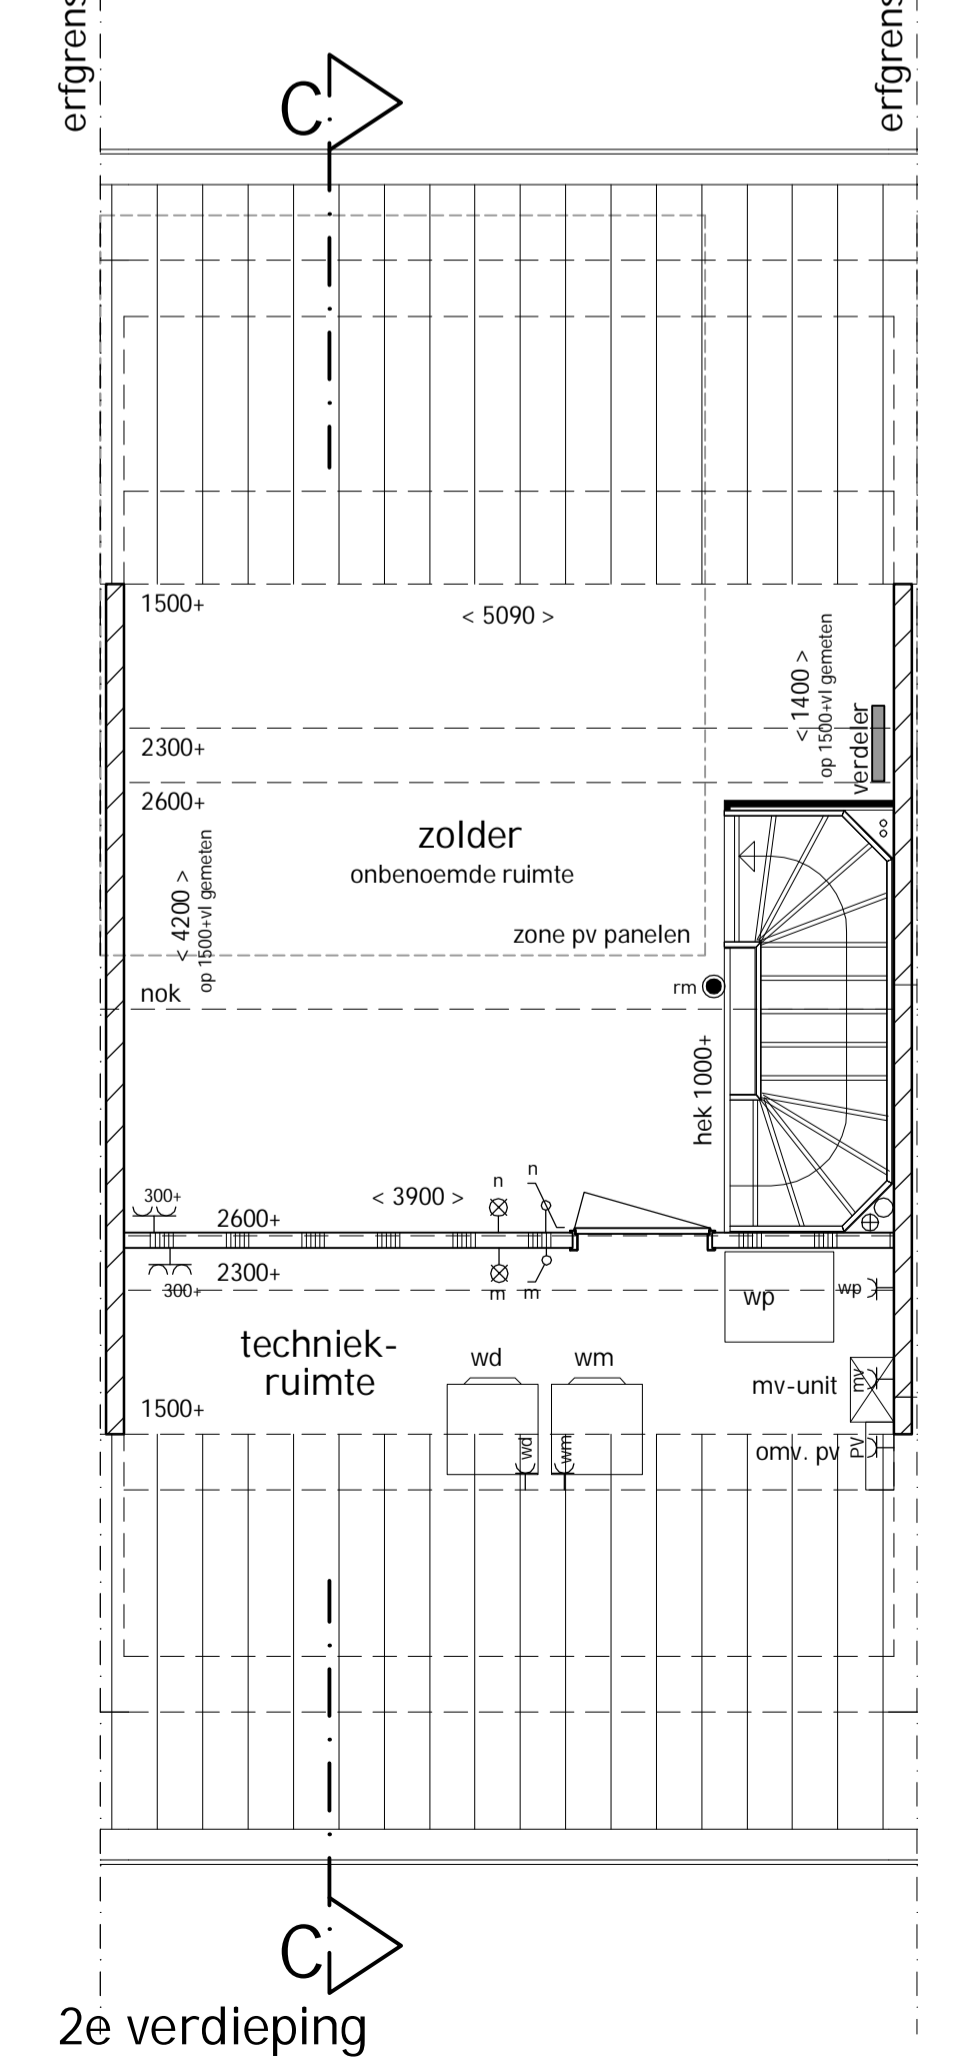 erfgrens
erfgrens
C
1500+
< 5090 >
< 1400 >
op 1500+vl gemeten
verdeler
2300+
2600+
zolder
onbenoemde ruimte
< 4200 >
op 1500+vl gemeten
zone pv panelen
nok
rm
hek 1000+
300+
< 3900 >
n
n
2600+
2300+
300+
m
m
wp
wp
techniek-
ruimte
wd
wm
mv-unit
mv
1500+
wd
wm
omv. pv
PV
C
2e verdieping